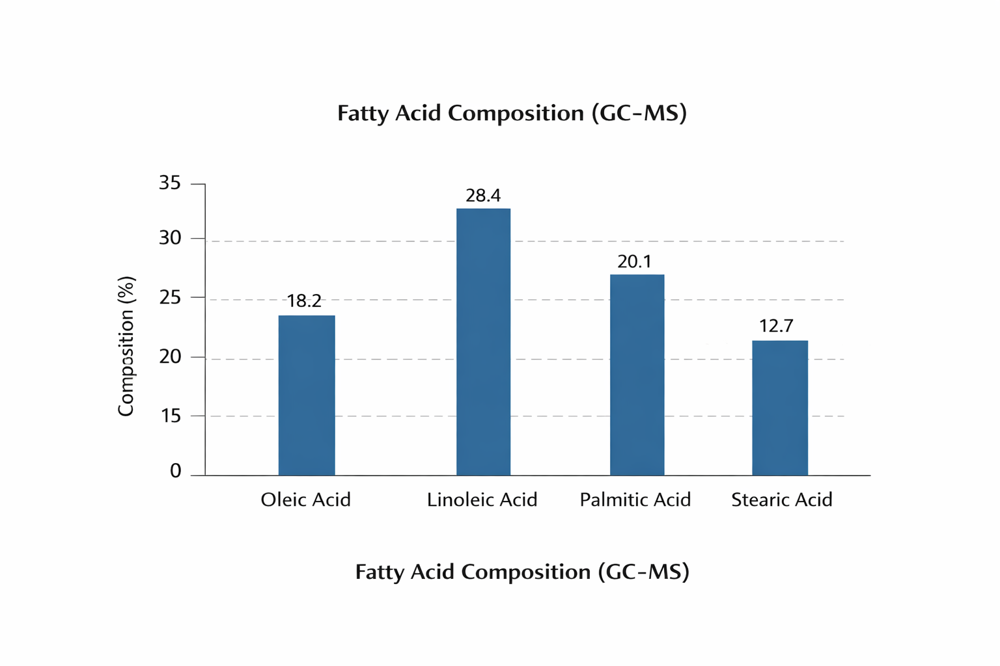 Fatty Acid Composition (GC-MS)
35
30
25
20
15
0
Composition (%)
18.2
28.4
20.1
12.7
Oleic Acid
Linoleic Acid
Palmitic Acid
Stearic Acid
Fatty Acid Composition (GC-MS)